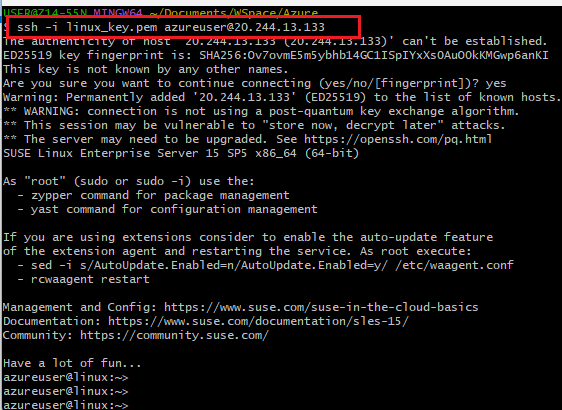 USER@Z14-55N MINGW64 ~/Documents/WSpace/Azure
$ ssh -i linux_key.pem azureuser@20.244.13.133
The authenticity of host '20.244.13.133 (20.244.13.133)' can't be established.
ED25519 key fingerprint is: SHA256:Ov7ovmE5m5ybhb14GC1ISpIYxXsOAuOOkKMGwp6anKI
This key is not known by any other names.
Are you sure you want to continue connecting (yes/no/[fingerprint])? yes
Warning: Permanently added '20.244.13.133' (ED25519) to the list of known hosts.
** WARNING: connection is not using a post-quantum key exchange algorithm.
** This session may be vulnerable to "store now, decrypt later" attacks.
** The server may need to be upgraded. See https://openssh.com/pq.html
SUSE Linux Enterprise Server 15 SP5 x86_64 (64-bit)
As "root" (sudo or sudo -i) use the:
- zypper command for package management
- yast command for configuration management
If you are using extensions consider to enable the auto-update feature
of the extension agent and restarting the service. As root execute:
- sed -i s/AutoUpdate.Enabled=n/AutoUpdate.Enabled=y/ /etc/waagent.conf
- rcwaagent restart
Management and Config: https://www.suse.com/suse-in-the-cloud-basics
Documentation: https://www.suse.com/documentation/sles-15/
Community: https://community.suse.com/
Have a lot of fun...
azureuser@linux:~>
azureuser@linux:~>
azureuser@linux:~>